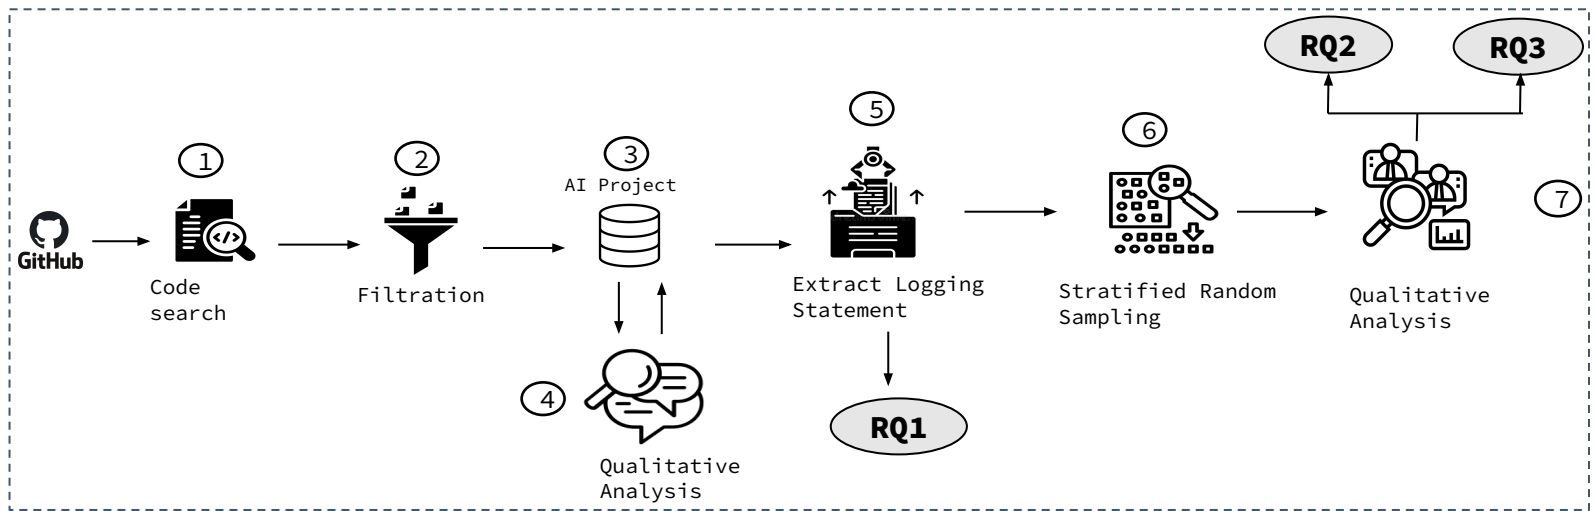 RQ2
RQ3
5
6
1
2
3
AI Project
7
GitHub
</>
Code
search
Filtration
Extract Logging
Statement
Stratified Random
Sampling
Qualitative
Analysis
4
RQ1
Qualitative
Analysis